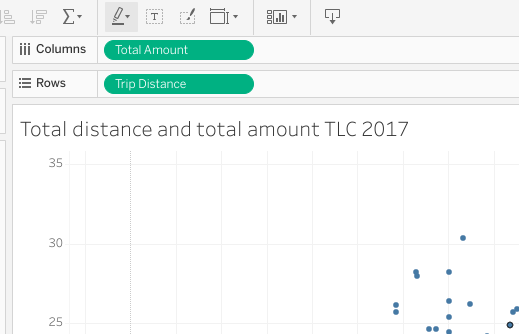 Columns
Total Amount
Rows
Trip Distance
Total distance and total amount TLC 2017
35
30
25